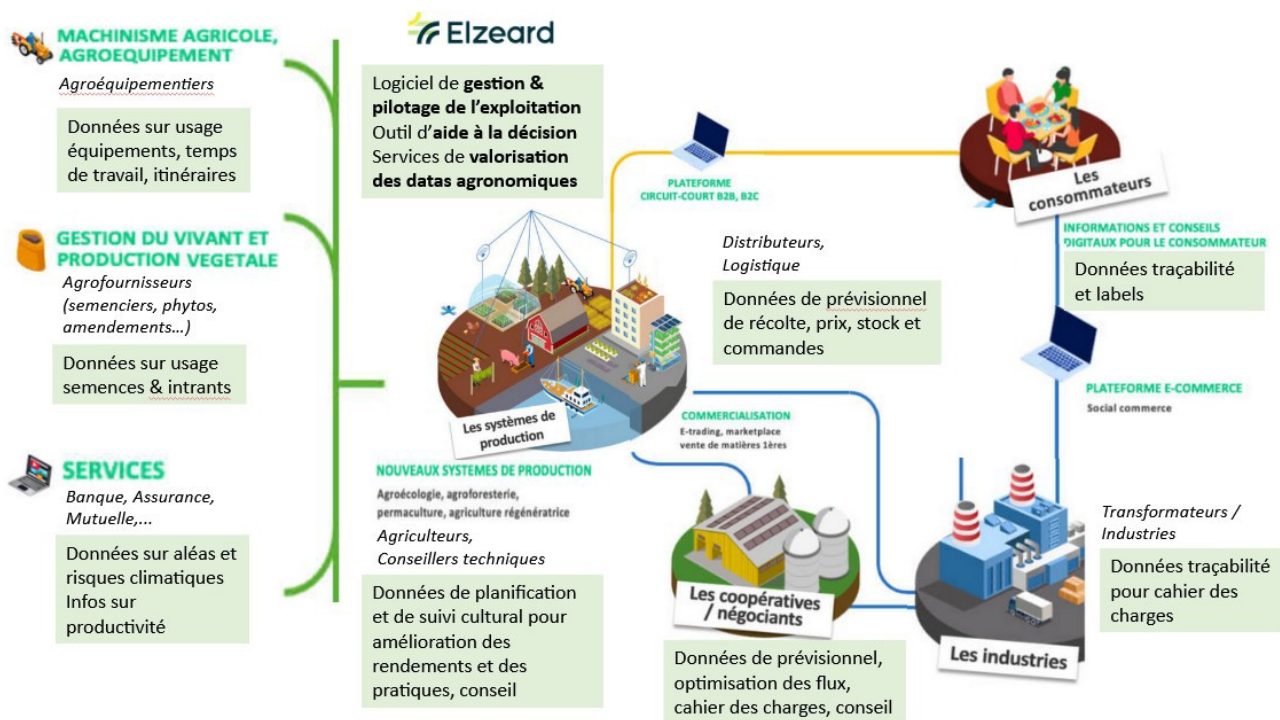 MACHINISME AGRICOLE,
AGROEQUIPEMENT
Agroéquipementiers
Données sur usage
équipements, temps
de travail, itinéraires
GESTION DU VIVANT ET
PRODUCTION VEGETALE
Agrofournisseurs
(semenciers, phytos,
amendements...)
Données sur usage
semences & intrants
SERVICES
Banque, Assurance,
Mutuelle,...
Données sur aléas et
risques climatiques
Infos sur
productivité
Elzeard
Logiciel de gestion &
pilotage de l'exploitation
Outil d'aide à la décision
Services de valorisation
des datas agronomiques
Les systèmes de
production
NOUVEAUX SYSTEMES DE PRODUCTION
Agroécologie, agroforesterie,
permaculture, agriculture régénératrice
Agriculteurs,
Conseillers techniques
Données de planification
et de suivi cultural pour
amélioration des
rendements et des
pratiques, conseil
PLATEFORME
CIRCUIT-COURT B2B, B2C
Distributeurs,
Logistique
Données de prévisionnel
de récolte, prix, stock et
commandes
COMMERCIALISATION
E-trading, marketplace
vente de matières 1ères
Les coopératives
/ négociants
Données de prévisionnel,
optimisation des flux,
cahier des charges, conseil
Les
consommateurs
INFORMATIONS ET CONSEILS
DIGITAUX POUR LE CONSOMMATEUR
Données traçabilité
et labels
PLATEFORME E-COMMERCE
Social commerce
Transformateurs /
Industries
Données traçabilité
pour cahier des
charges
Les industries